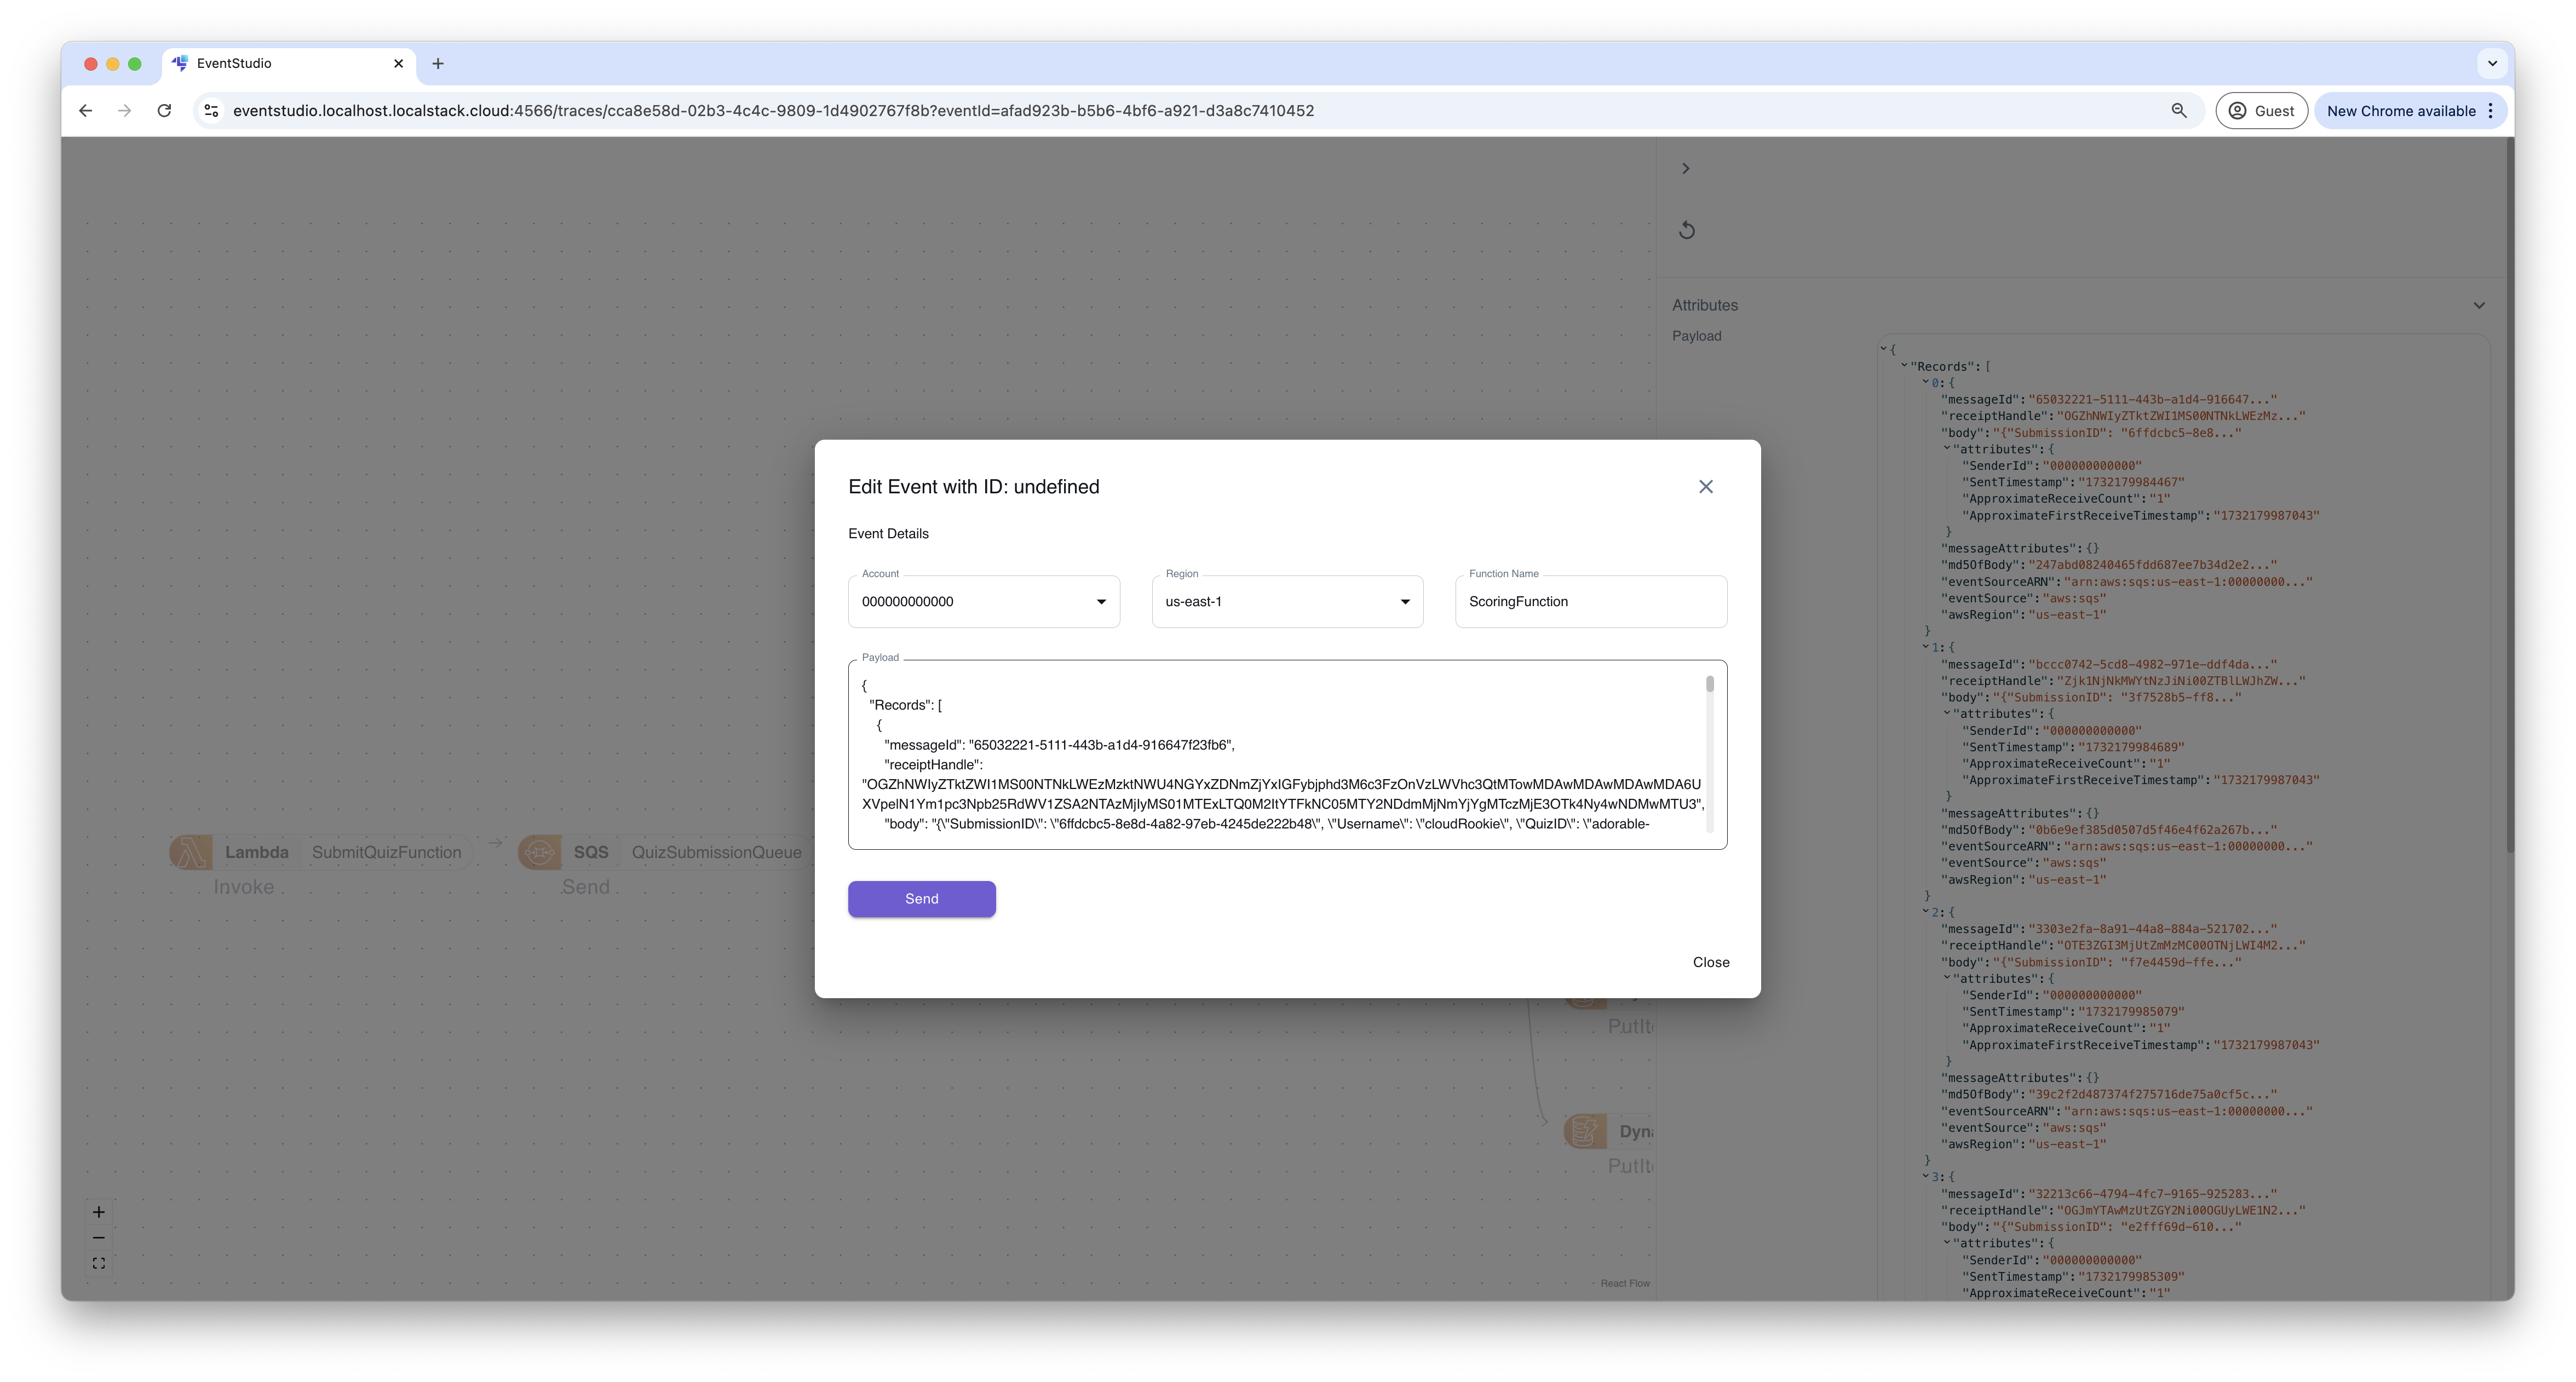 EventStudio
eventstudio.localhost.localstack.cloud:4566/traces/cca8e58d-02b3-4c4c-9809-1d4902767f8b?eventId=afad923b-b5b6-4bf6-a921-d3a8c7410452
Guest
New Chrome available
Lambda SubmitQuizFunction
Invoke
SQS QuizSubmissionQueue
Send
PutIt
Dyn
PutIt
React Flow
Edit Event with ID: undefined
Event Details
Account
000000000000
Region
us-east-1
Function Name
ScoringFunction
Payload
{
"Records": [
{
"messageId": "65032221-5111-443b-a1d4-916647f23fb6",
"receiptHandle":
"OGZhNWIyZTktZWI1MS00NTNkLWEzMzktNWU4NGYxZDNmZjYxIGFybjphd3M6c3FzOnVzLWVhc3QtMTowMDAwMDAwMDAwMDA6U
XVpelN1Ym1pc3Npb25RdWV1ZSA2NTAzMjIyMS01MTExLTQ0M2ItYTFkNC05MTY2NDdmMjNmYjYgMTczMjE3OTk4Ny4wNDMwMTU3",
"body": "{\"SubmissionID\": \"6ffdcbc5-8e8d-4a82-97eb-4245de222b48\", \"Username\": \"cloudRookie\", \"QuizID\": \"adorable-
Send
Close
Attributes
Payload
{
"Records": [
0: {
"messageId": "65032221-5111-443b-a1d4-916647..."
"receiptHandle": "OGZhNWIyZTktZWI1MS00NTNkLWEzMz..."
"body": "{"SubmissionID": "6ffdcbc5-8e8..."
"attributes": {
"SenderId": "000000000000"
"SentTimestamp": "1732179984467"
"ApproximateReceiveCount": "1"
"ApproximateFirstReceiveTimestamp": "1732179987043"
}
"messageAttributes": {}
"md5OfBody": "247abd08240465fdd687ee7b34d2e2..."
"eventSourceARN": "arn:aws:sqs:us-east-1:00000000..."
"eventSource": "aws:sqs"
"awsRegion": "us-east-1"
}
1: {
"messageId": "bccc0742-5cd8-4982-971e-ddf4da..."
"receiptHandle": "Zjk1NjNkMWYtNzJiNi00ZTBlLWJhZW..."
"body": "{"SubmissionID": "3f7528b5-ff8..."
"attributes": {
"SenderId": "000000000000"
"SentTimestamp": "1732179984689"
"ApproximateReceiveCount": "1"
"ApproximateFirstReceiveTimestamp": "1732179987043"
}
"messageAttributes": {}
"md5OfBody": "0b6e9ef385d0507d5f46e4f62a267b..."
"eventSourceARN": "arn:aws:sqs:us-east-1:00000000..."
"eventSource": "aws:sqs"
"awsRegion": "us-east-1"
}
2: {
"messageId": "3303e2fa-8a91-44a8-884a-521702..."
"receiptHandle": "OTE3ZGI3MjUtZmMzMC00OTNjLWI4M2..."
"body": "{"SubmissionID": "f7e4459d-ffe..."
"attributes": {
"SenderId": "000000000000"
"SentTimestamp": "1732179985079"
"ApproximateReceiveCount": "1"
"ApproximateFirstReceiveTimestamp": "1732179987043"
}
"messageAttributes": {}
"md5OfBody": "39c2f2d487374f275716de75a0cf5c..."
"eventSourceARN": "arn:aws:sqs:us-east-1:00000000..."
"eventSource": "aws:sqs"
"awsRegion": "us-east-1"
}
3: {
"messageId": "32213c66-4794-4fc7-9165-925283..."
"receiptHandle": "OGJmYTAwMzUtZGY2Ni00OGUyLWE1N2..."
"body": "{"SubmissionID": "e2fff69d-610..."
"attributes": {
"SenderId": "000000000000"
"SentTimestamp": "1732179985309"
"ApproximateReceiveCount": "1"